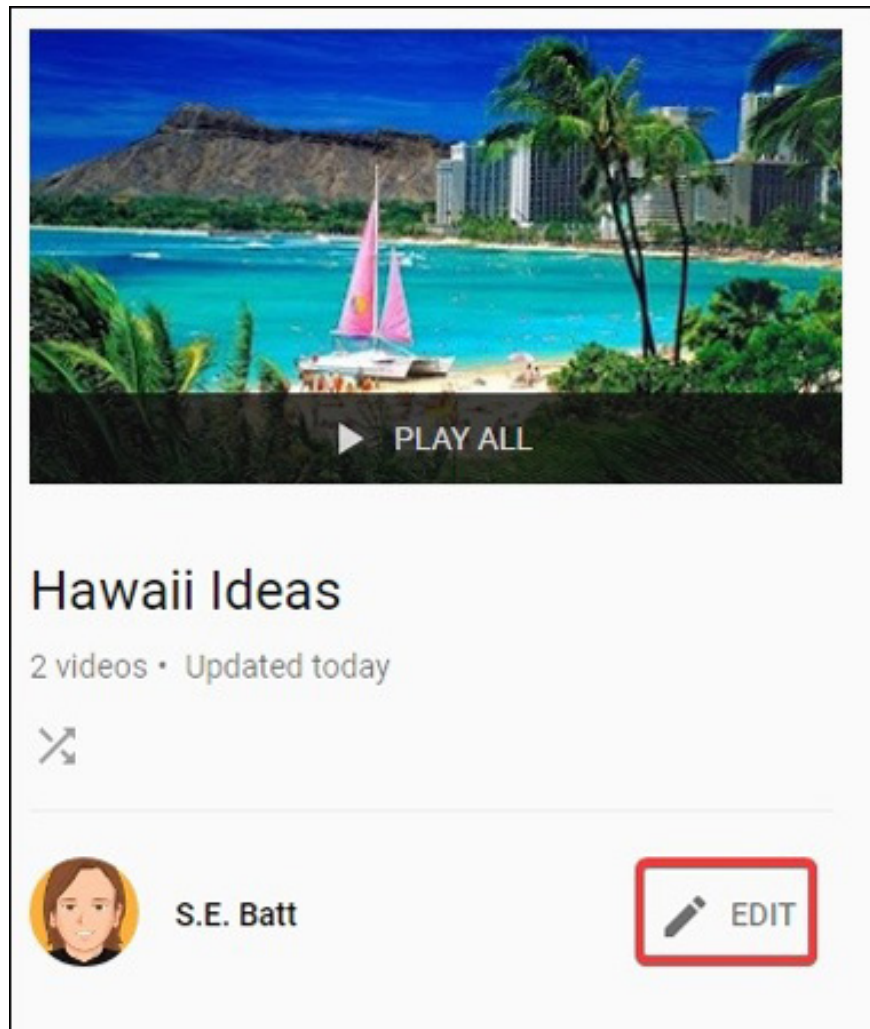 PLAY ALL
Hawaii Ideas
2 videos • Updated today
S.E. Batt
EDIT